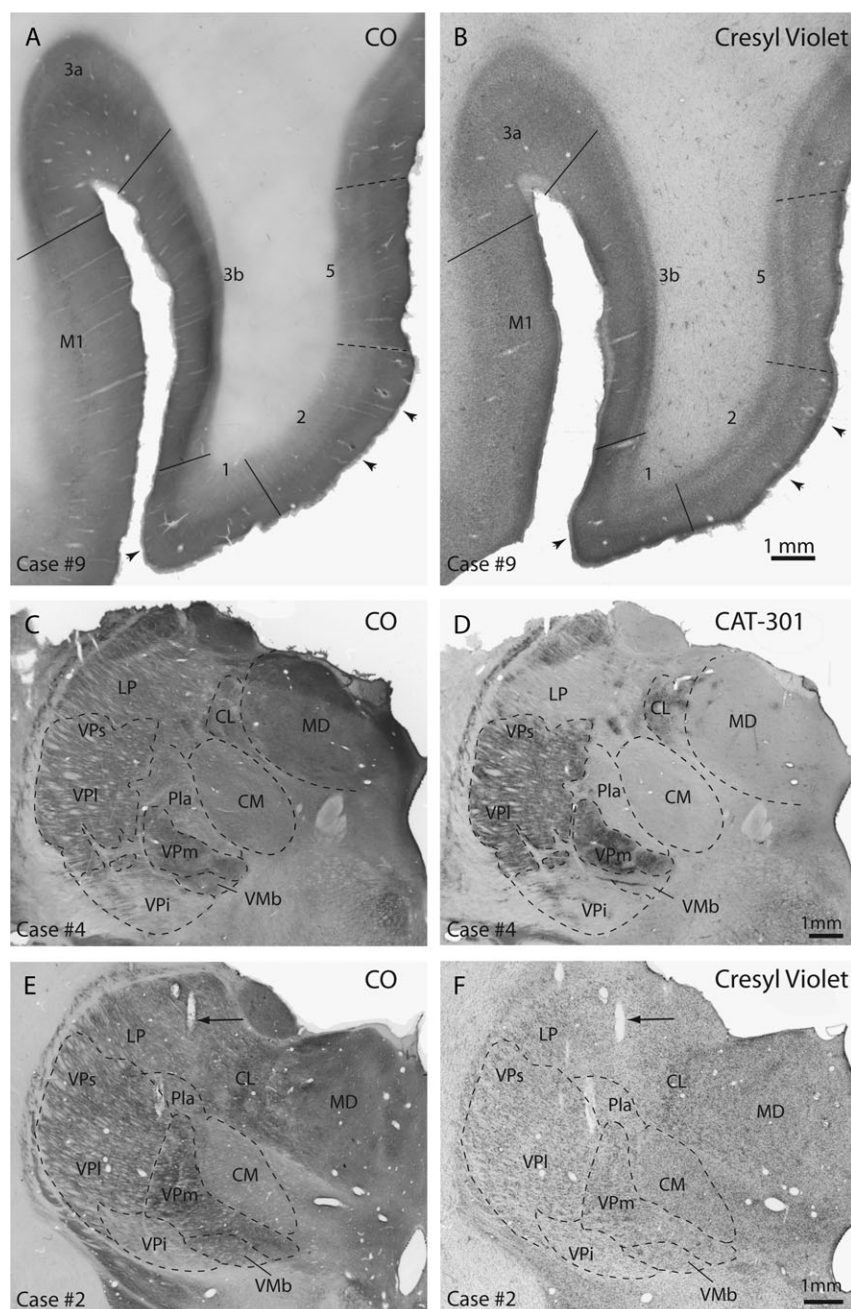 A
CO
3a
3b
5
M1
2
1
Case #9
B
Cresyl Violet
3a
3b
5
M1
2
1
1 mm
Case #9
C
CO
LP
CL
MD
VPs
VPl
Pla
CM
VPm
VPi
VMb
Case #4
D
CAT-301
LP
CL
MD
VPs
VPl
Pla
CM
VPm
VPi
VMb
Case #4
1mm
E
CO
LP
VPs
CL
Pla
MD
VPl
VPm
CM
VPi
VMb
Case #2
F
Cresyl Violet
LP
VPs
CL
Pla
MD
VPl
VPm
CM
VPi
VMb
Case #2
1mm